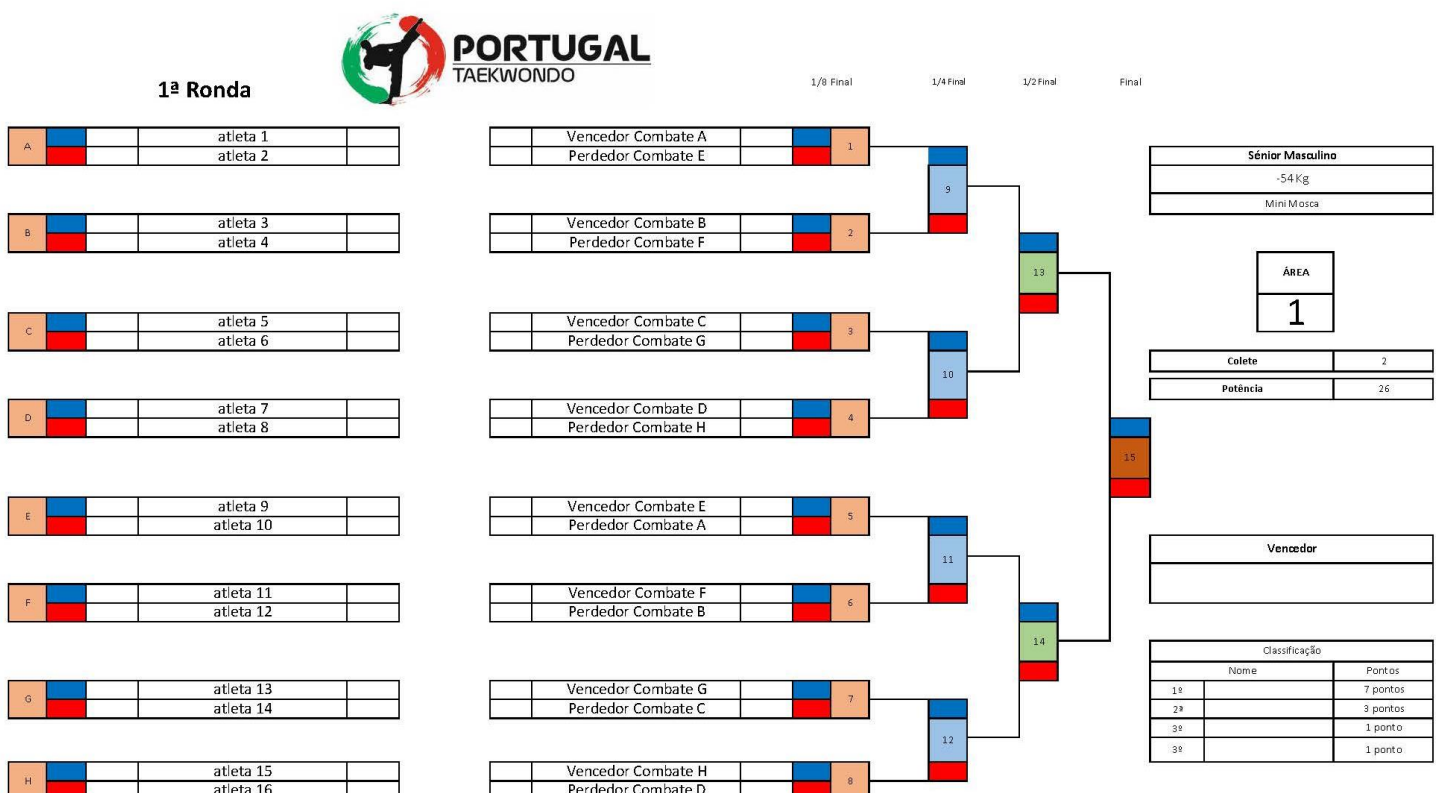 PORTUGAL
TAEKWONDO
1ª Ronda
1/8 Final 1/4 Final 1/2 Final Final
A atleta 1
atleta 2
B atleta 3
atleta 4
C atleta 5
atleta 6
D atleta 7
atleta 8
E atleta 9
atleta 10
F atleta 11
atleta 12
G atleta 13
atleta 14
H atleta 15
atleta 16
Vencedor Combate A 1
Perdedor Combate E
Vencedor Combate B 2
Perdedor Combate F
Vencedor Combate C 3
Perdedor Combate G
Vencedor Combate D 4
Perdedor Combate H
Vencedor Combate E 5
Perdedor Combate A
Vencedor Combate F 6
Perdedor Combate B
Vencedor Combate G 7
Perdedor Combate C
Vencedor Combate H 8
Perdedor Combate D
9
10
11
12
13
14
15
Sénior Masculino
-54 Kg
Mini Mosca
ÁREA
1
Colete 2
Potência 26
Vencedor
Classificação
Nome Pontos
1º 7 pontos
2º 3 pontos
3º 1 ponto
3º 1 ponto